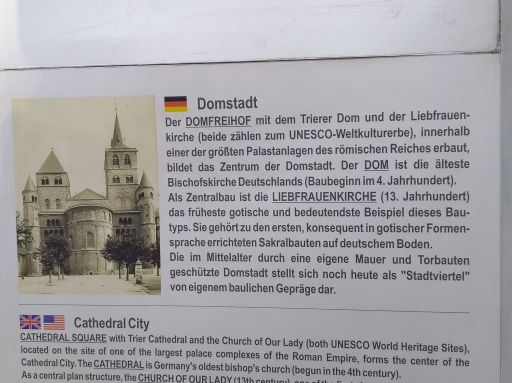 Domstadt
Der DOMFREIHOF mit dem Trierer Dom und der Liebfrauen-
kirche (beide zählen zum UNESCO-Weltkulturerbe), innerhalb
einer der größten Palastanlagen des römischen Reiches erbaut,
bildet das Zentrum der Domstadt. Der DOM ist die älteste
Bischofskirche Deutschlands (Baubeginn im 4. Jahrhundert).
Als Zentralbau ist die LIEBFRAUENKIRCHE (13. Jahrhundert)
das früheste gotische und bedeutendste Beispiel dieses Bau-
typs. Sie gehört zu den ersten, konsequent in gotischer Formen-
sprache errichteten Sakralbauten auf deutschem Boden.
Die im Mittelalter durch eine eigene Mauer und Torbauten
geschützte Domstadt stellt sich noch heute als "Stadtviertel"
von eigenem baulichen Gepräge dar.
Cathedral City
CATHEDRAL SQUARE with Trier Cathedral and the Church of Our Lady (both UNESCO World Heritage Sites),
located on the site of one of the largest palace complexes of the Roman Empire, forms the center of the
Cathedral City. The CATHEDRAL is Germany's oldest bishop's church (begun in the 4th century).
As a central plan structure, the CHURCH OF OUR LADY (13th century), one of the